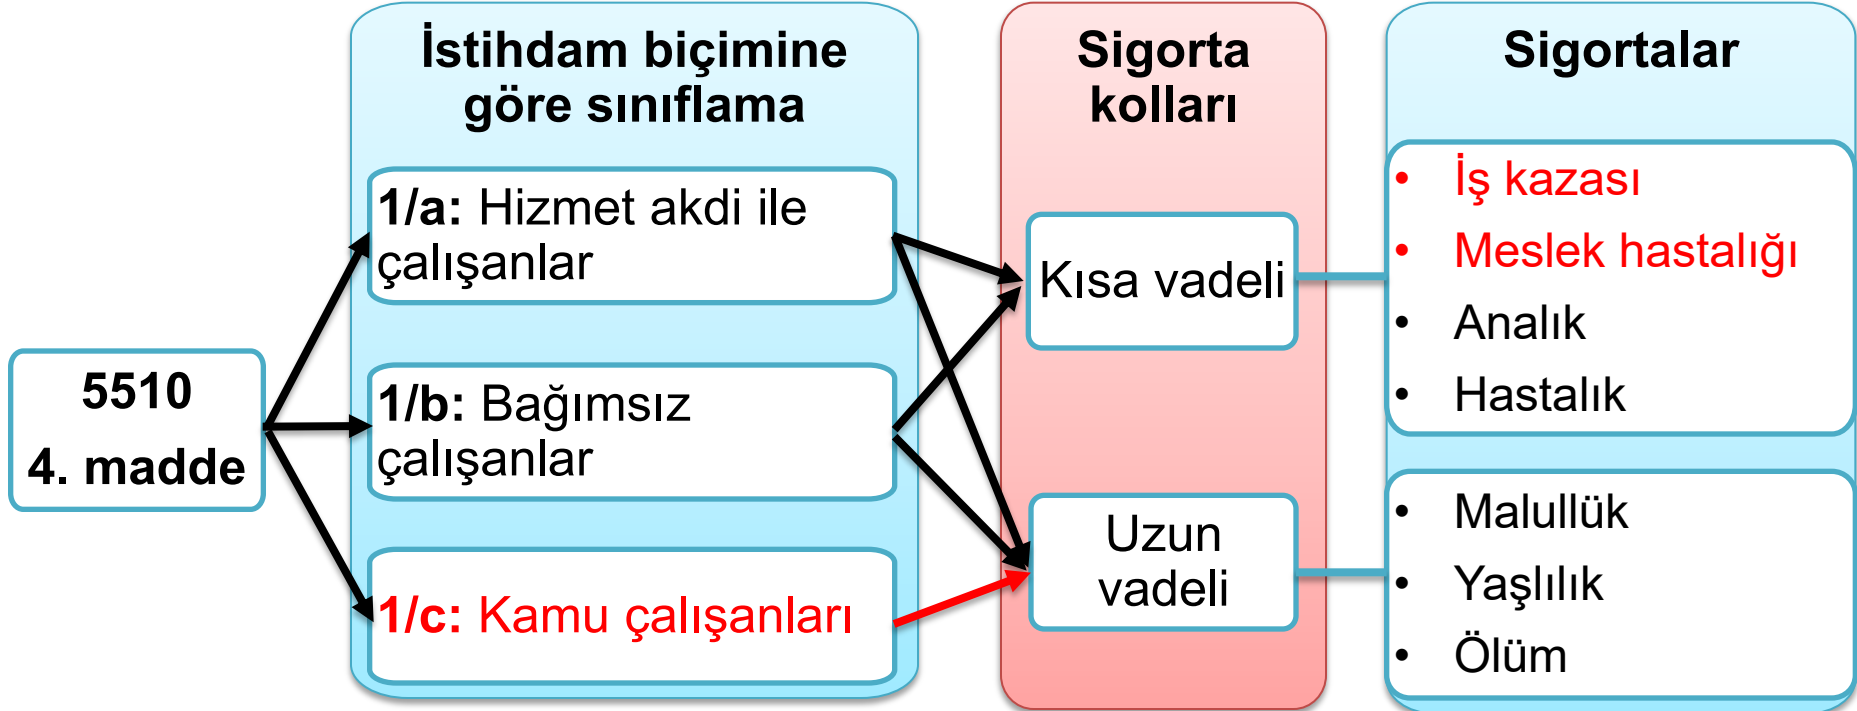 5510
4. madde
İstihdam biçimine
göre sınıflama
1/a: Hizmet akdi ile
çalışanlar
1/b: Bağımsız
çalışanlar
1/c: Kamu çalışanları
Sigorta
kolları
Kısa vadeli
Uzun
vadeli
Sigortalar
• İş kazası
• Meslek hastalığı
• Analık
• Hastalık
• Malullük
• Yaşlılık
• Ölüm